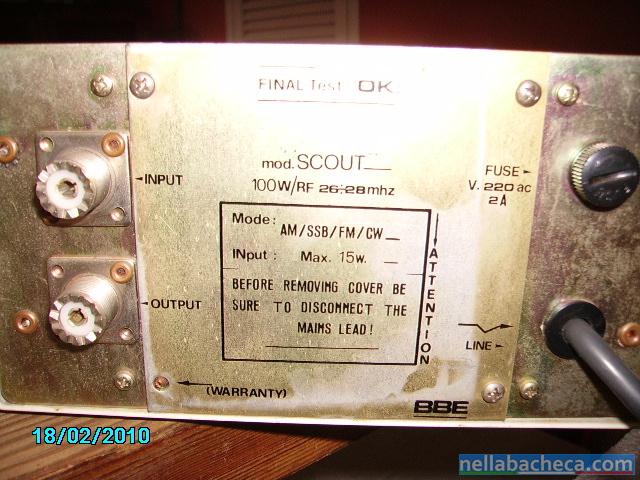 FINAL Test OK
mod. SCOUT
100W/RF 26÷28mhz
INPUT
OUTPUT
FUSE
V. 220 ac
2A
Mode: AM/SSB/FM/CW
Input: Max. 15w.
BEFORE REMOVING COVER BE
SURE TO DISCONNECT THE
MAINS LEAD!
ATTENTION
LINE
(WARRANTY)
BBE
18/02/2010
nellabacheca.com